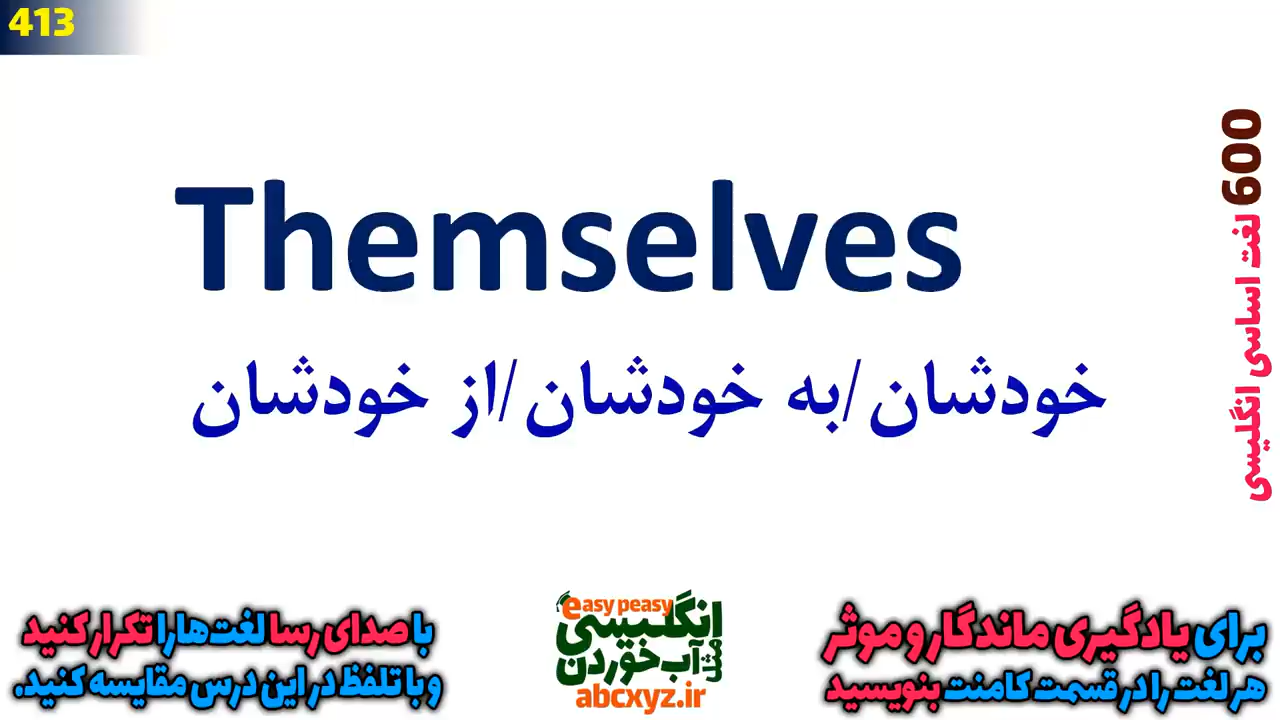 413
Themselves
خودشان/به خودشان/از خودشان
600 لغت اساسی انگلیسی
برای یادگیری ماندگار و موثر
هر لغت را در قسمت کامنت بنویسید
easy peasy
انگلیسی
مثل آب خوردن
abcxyz.ir
با صدای رسا لغت‌ها را تکرار کنید
و با تلفظ در این درس مقایسه کنید.